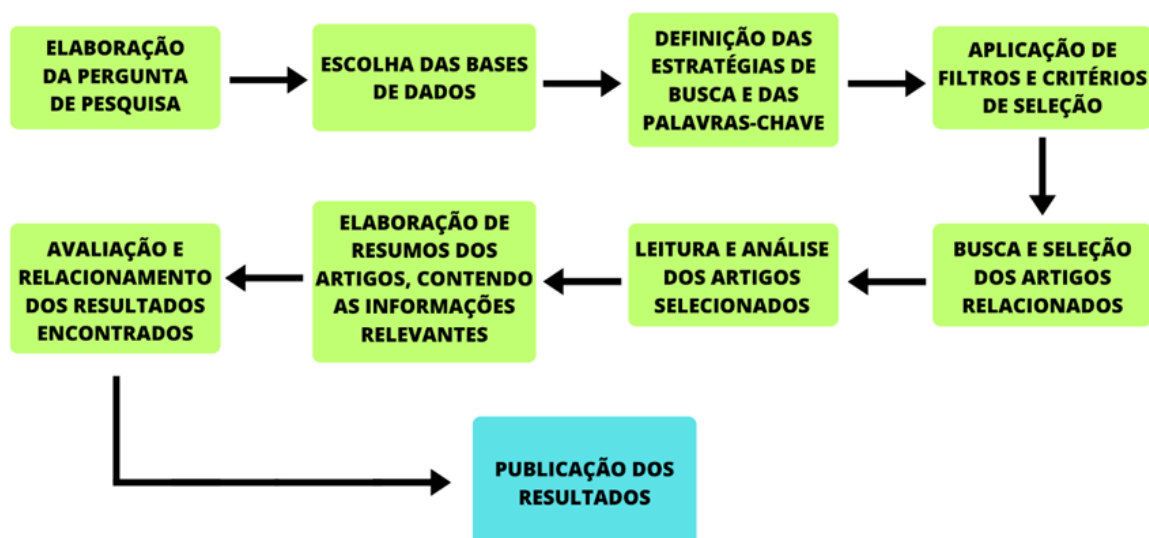 ELABORAÇÃO
DA PERGUNTA
DE PESQUISA
ESCOLHA DAS BASES
DE DADOS
DEFINIÇÃO DAS
ESTRATÉGIAS DE
BUSCA E DAS
PALAVRAS-CHAVE
APLICAÇÃO DE
FILTROS E CRITÉRIOS
DE SELEÇÃO
BUSCA E SELEÇÃO
DOS ARTIGOS
RELACIONADOS
LEITURA E ANÁLISE
DOS ARTIGOS
SELECIONADOS
ELABORAÇÃO DE
RESUMOS DOS
ARTIGOS, CONTENDO
AS INFORMAÇÕES
RELEVANTES
AVALIAÇÃO E
RELACIONAMENTO
DOS RESULTADOS
ENCONTRADOS
PUBLICAÇÃO DOS
RESULTADOS